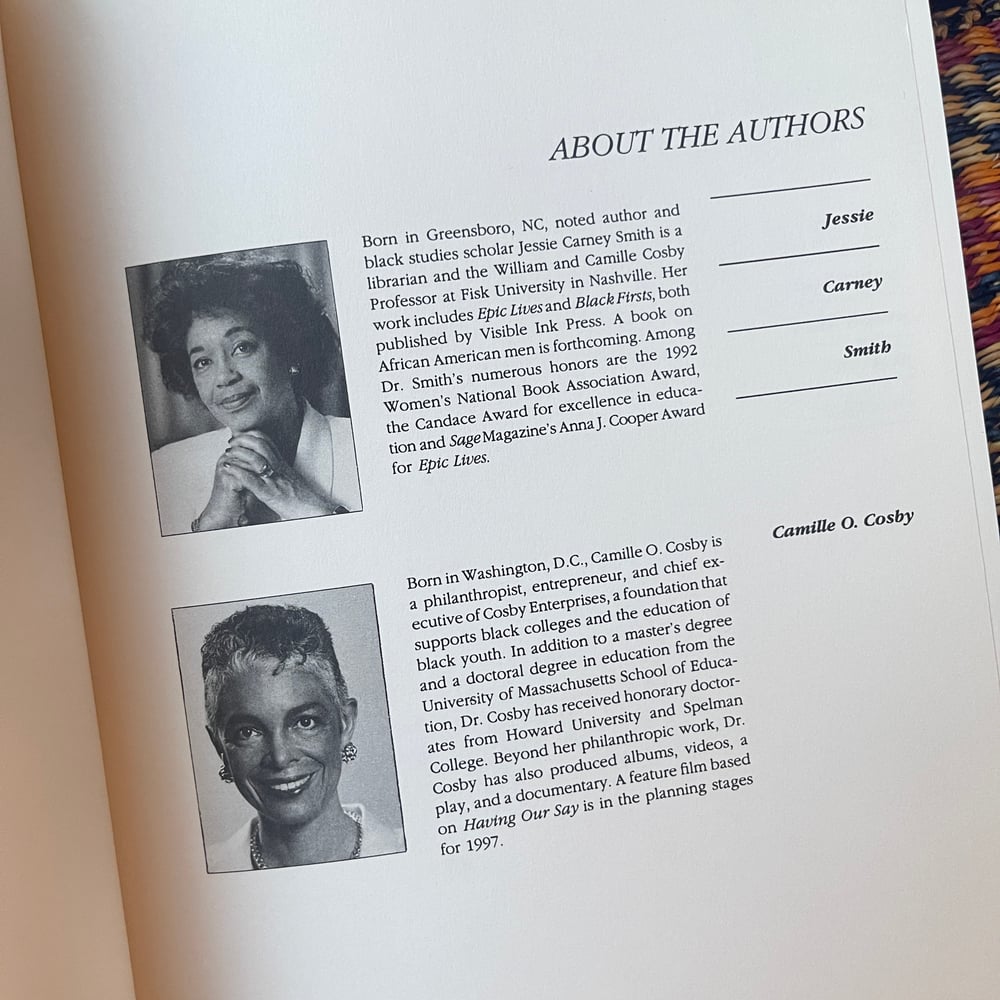 ABOUT THE AUTHORS
Jessie
Carney
Smith
Born in Greensboro, NC, noted author and
black studies scholar Jessie Carney Smith is a
librarian and the William and Camille Cosby
Professor at Fisk University in Nashville. Her
work includes Epic Lives and Black Firsts, both
published by Visible Ink Press. A book on
African American men is forthcoming. Among
Dr. Smith's numerous honors are the 1992
Women's National Book Association Award,
the Candace Award for excellence in educa-
tion and Sage Magazine's Anna J. Cooper Award
for Epic Lives.
Camille O. Cosby
Born in Washington, D.C., Camille O. Cosby is
a philanthropist, entrepreneur, and chief ex-
ecutive of Cosby Enterprises, a foundation that
supports black colleges and the education of
black youth. In addition to a master's degree
and a doctoral degree in education from the
University of Massachusetts School of Educa-
tion, Dr. Cosby has received honorary doctor-
ates from Howard University and Spelman
College. Beyond her philanthropic work, Dr.
Cosby has also produced albums, videos, a
play, and a documentary. A feature film based
on Having Our Say is in the planning stages
for 1997.